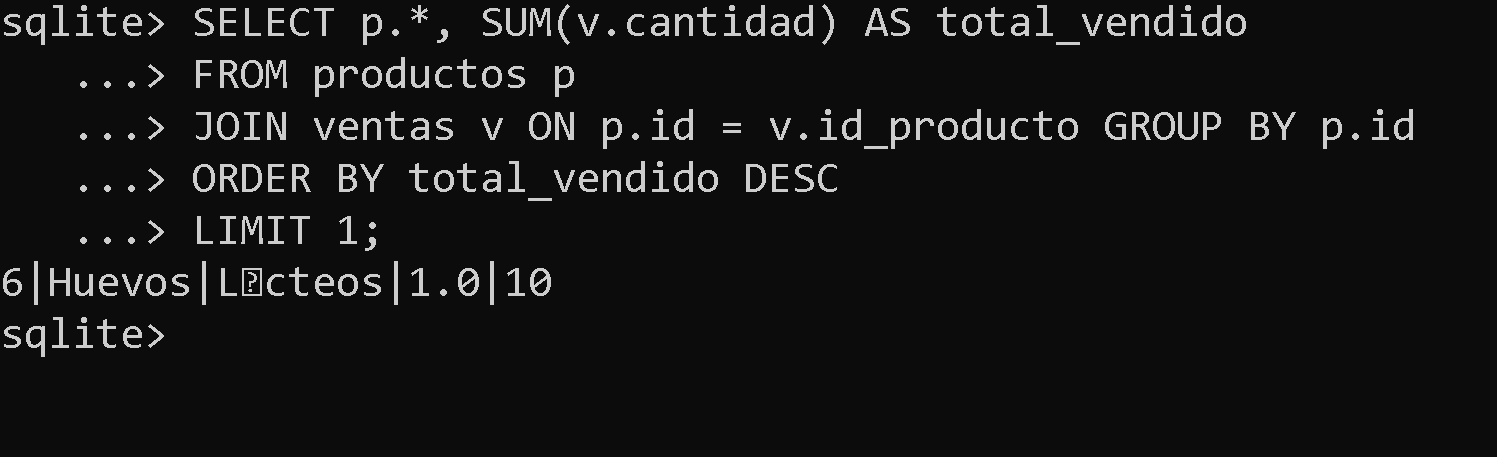 sqlite> SELECT p.*, SUM(v.cantidad) AS total_vendido
...> FROM productos p
...> JOIN ventas v ON p.id = v.id_producto GROUP BY p.id
...> ORDER BY total_vendido DESC
...> LIMIT 1;
6|Huevos|L�cteos|1.0|10
sqlite>